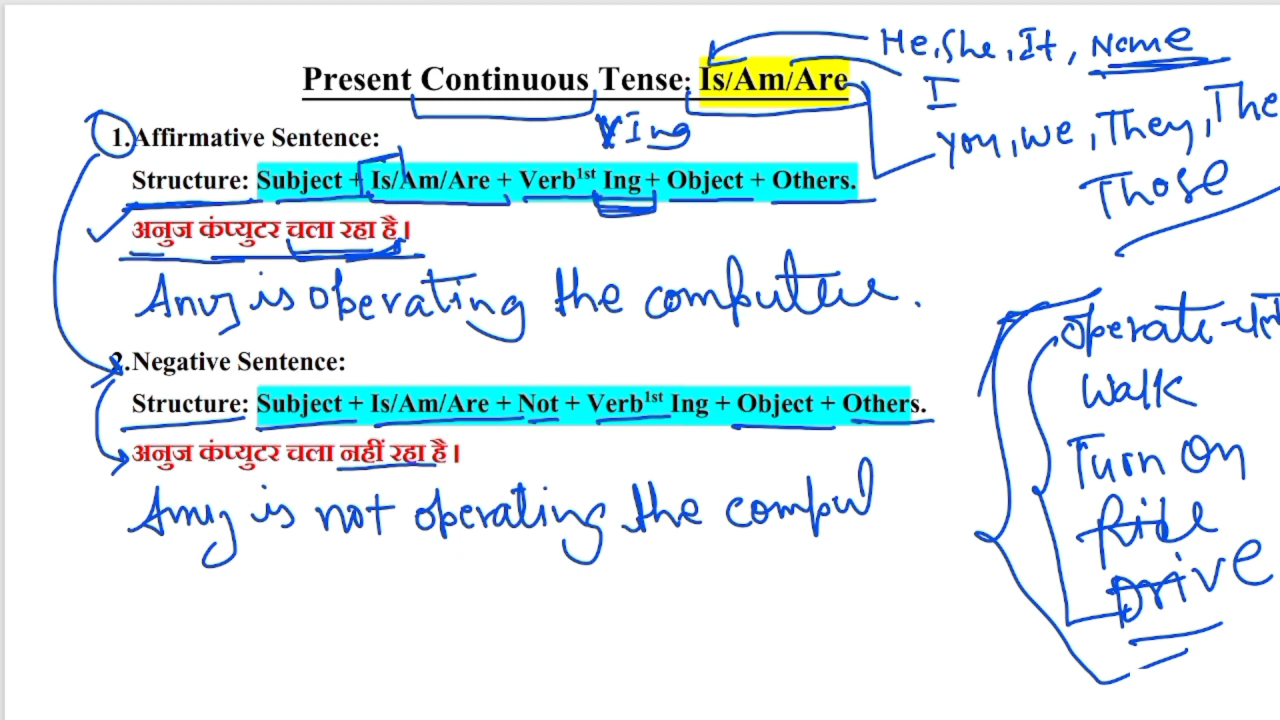 He, She, It, Name
Present Continuous Tense: Is/Am/Are
I
V Ing
You, We, They, The
Those
1. Affirmative Sentence:
Structure: Subject + Is/Am/Are + Verb1st Ing + Object + Others.
अनुज कंप्युटर चला रहा है।
Anuj is operating the computer.
Operate -
Walk
Turn On
Ride
Drive
2. Negative Sentence:
Structure: Subject + Is/Am/Are + Not + Verb1st Ing + Object + Others.
अनुज कंप्युटर चला नहीं रहा है।
Anuj is not operating the comput